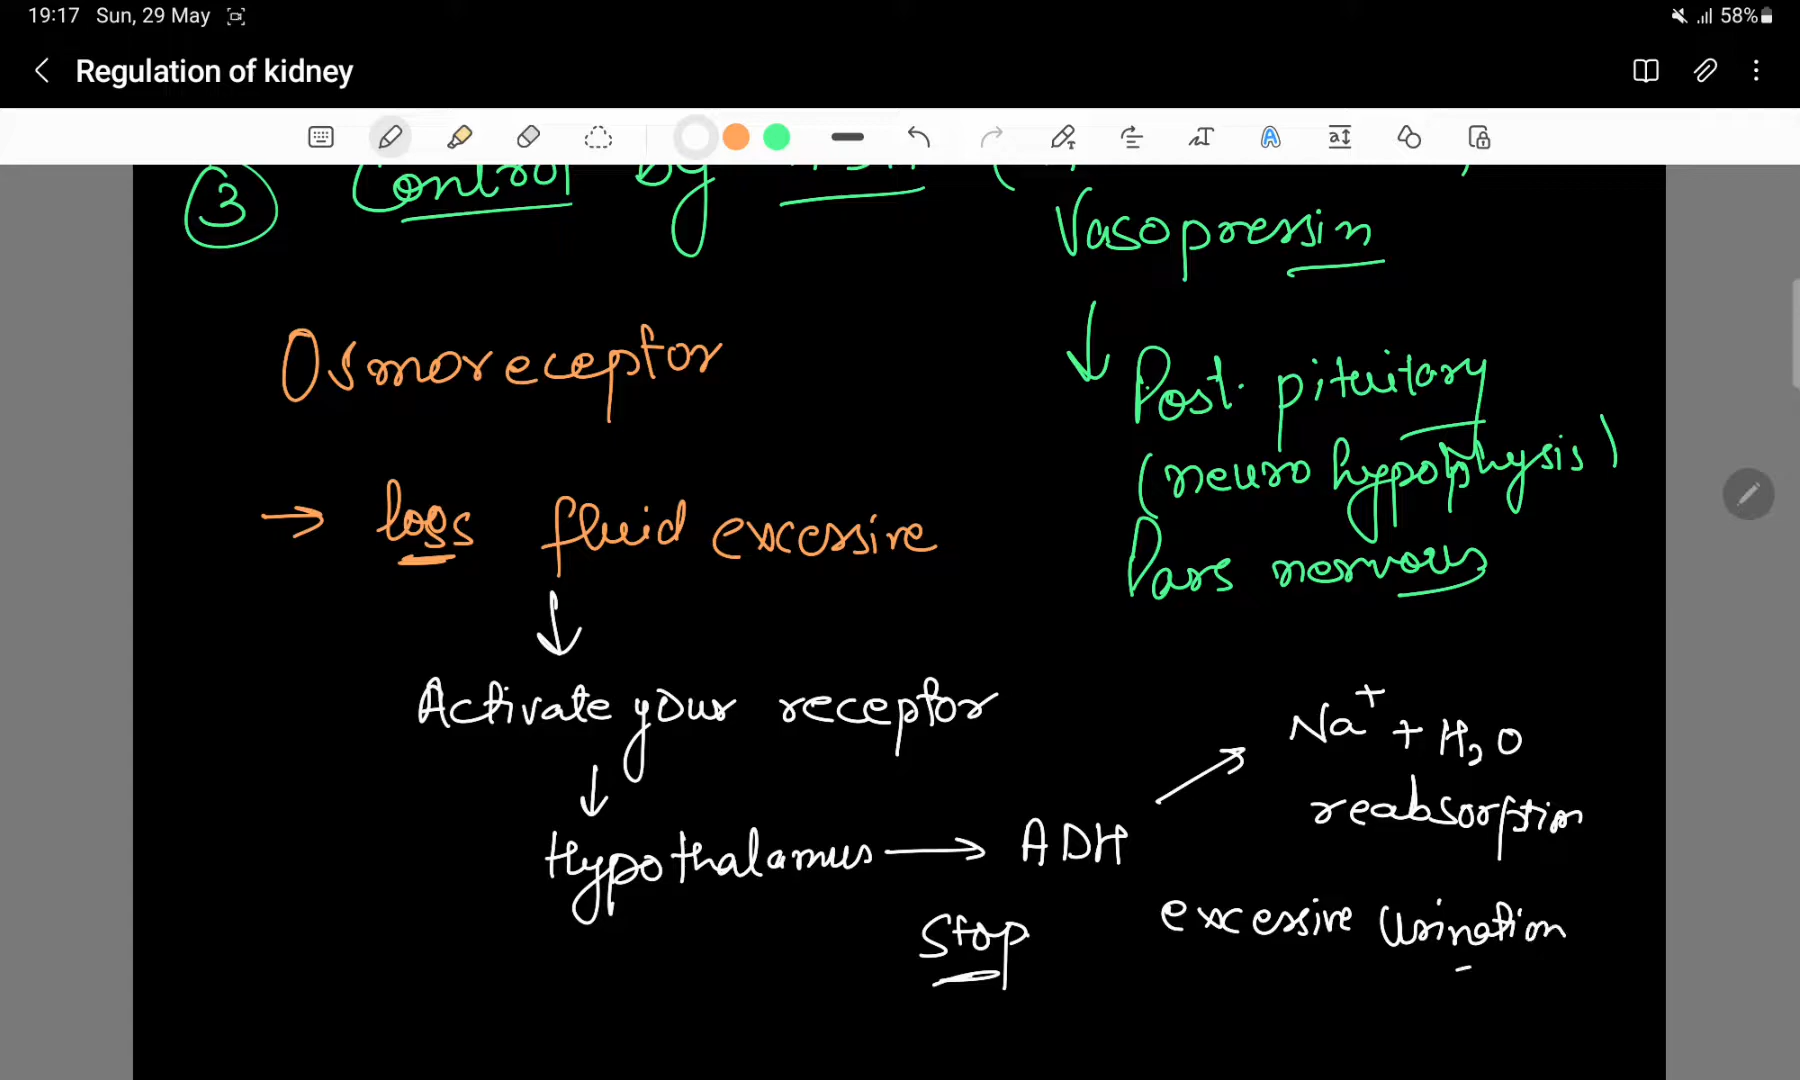 19:17 Sun, 29 May
58%
Regulation of kidney
3 Control by
Vasopressin
Osmoreceptor
Post. pituitary
(neuro hypophysis)
Pars nervous
→ loss fluid excessive
↓
Activate your receptor
↓
Hypothalamus → ADH
Na+ + H2O
reabsorption
Stop excessive Urination